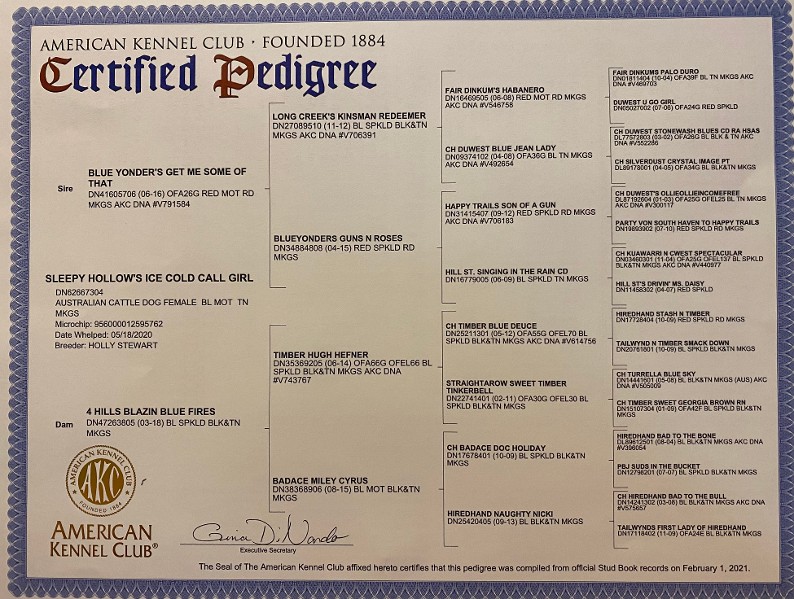 AMERICAN KENNEL CLUB · FOUNDED 1884
Certified Pedigree
Sire
BLUE YONDER'S GET ME SOME OF
THAT
DN41605706 (06-16) OFA26G RED MOT RD
MKGS AKC DNA #V791584
SLEEPY HOLLOW'S ICE COLD CALL GIRL
DN62667304
AUSTRALIAN CATTLE DOG FEMALE BL MOT TN
MKGS
Microchip: 956000012595762
Date Whelped: 05/18/2020
Breeder: HOLLY STEWART
Dam
4 HILLS BLAZIN BLUE FIRES
DN47263805 (03-18) BL SPKLD BLK&TN
MKGS
LONG CREEK'S KINSMAN REDEEMER
DN27089510 (11-12) BL SPKLD BLK&TN
MKGS AKC DNA #V706391
BLUEYONDERS GUNS N ROSES
DN34884808 (04-15) RED SPKLD RD
MKGS
TIMBER HUGH HEFNER
DN35369205 (06-14) OFA66G OFEL66 BL
SPKLD BLK&TN MKGS AKC DNA
#V743767
BADACE MILEY CYRUS
DN38368906 (08-15) BL MOT BLK&TN
MKGS
FAIR DINKUM'S HABANERO
DN16469505 (06-08) RED MOT RD MKGS
AKC DNA #V546756
CH DUWEST BLUE JEAN LADY
DN09374102 (04-08) OFA36G BL TN MKGS
AKC DNA #V492654
HAPPY TRAILS SON OF A GUN
DN31415407 (09-12) RED SPKLD RD MKGS
AKC DNA #V706183
HILL ST. SINGING IN THE RAIN CD
DN16779005 (06-09) BL SPKLD TN MKGS
CH TIMBER BLUE DEUCE
DN25211301 (05-12) OFA55G OFEL70 BL
SPKLD BLK&TN MKGS AKC DNA #V614756
STRAIGHTAROW SWEET TIMBER
TINKERBELL
DN22741401 (02-11) OFA30G OFEL30 BL
SPKLD BLK&TN MKGS
CH BADACE DOC HOLIDAY
DN17678401 (10-09) BL SPKLD BLK&TN
MKGS
HIREDHAND NAUGHTY NICKI
DN25420405 (09-13) BL BLK&TN MKGS
FAIR DINKUMS PALO DURO
DN01811404 (10-04) OFA39F BL TN MKGS AKC
DNA #V469703
DUWEST U GO GIRL
DN05027002 (07-06) OFA24G RED SPKLD
CH DUWEST STONEWASH BLUES CD RA HSAS
DL77572803 (03-02) OFA26G BL BLK & TN AKC
DNA #V552286
CH SILVERDUST CRYSTAL IMAGE PT
DL89178001 (04-05) OFA34G BL BLK&TN MKGS
CH DUWEST'S OLLIEOLLIEINCOMEFREE
DL87192604 (01-03) OFA25G OFEL25 BL TN MKGS
AKC DNA #V300117
PARTY VON SOUTH HAVEN TO HAPPY TRAILS
DN18893902 (07-10) RED SPKLD RD MKGS
CH KUAWARRI N CWEST SPECTACULAR
DN03460301 (11-04) OFA25G OFEL137 BL SPKLD
BLK&TN MKGS AKC DNA #V440977
HILL ST'S DRIVIN' MS. DAISY
DN11458302 (04-07) RED SPKLD
HIREDHAND STASH N TIMBER
DN17728404 (10-09) RED SPKLD RD MKGS
TAILWYND N TIMBER SMACK DOWN
DN20761801 (10-09) BL SPKLD BLK&TN MKGS
CH TURRELLA BLUE SKY
DN14441601 (05-08) BL BLK&TN MKGS (AUS) AKC
DNA #V505009
CH TIMBER SWEET GEORGIA BROWN RN
DN15107304 (01-09) OFA42F BL SPKLD BLK&TN
MKGS
HIREDHAND BAD TO THE BONE
DL89612501 (08-04) BL BLK&TN MKGS AKC DNA
#V396054
PBJ SUDS IN THE BUCKET
DN12798201 (07-07) BL SPKLD BLK&TN MKGS
CH HIREDHAND BAD TO THE BULL
DN14241302 (03-08) BL BLK&TN MKGS AKC DNA
#V575657
TAILWYNDS FIRST LADY OF HIREDHAND
DN17118402 (11-09) OFA24E BL BLK&TN MKGS
AMERICAN KENNEL CLUB
AKC
FOUNDED 1884
AMERICAN
KENNEL CLUB®
Executive Secretary
The Seal of The American Kennel Club affixed hereto certifies that this pedigree was compiled from official Stud Book records on February 1, 2021.